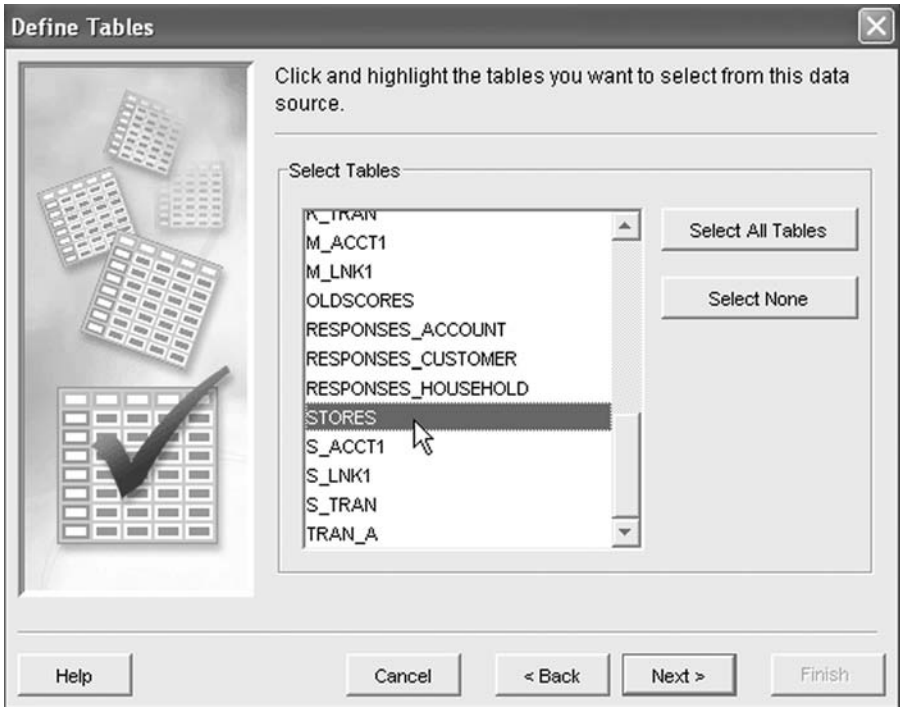 Define Tables
Click and highlight the tables you want to select from this data
source.
Select Tables
K_TRAN
M_ACCT1
M_LNK1
OLDSCORES
RESPONSES_ACCOUNT
RESPONSES_CUSTOMER
RESPONSES_HOUSEHOLD
STORES
S_ACCT1
S_LNK1
S_TRAN
TRAN_A
Select All Tables
Select None
Help
Cancel
< Back
Next >
Finish